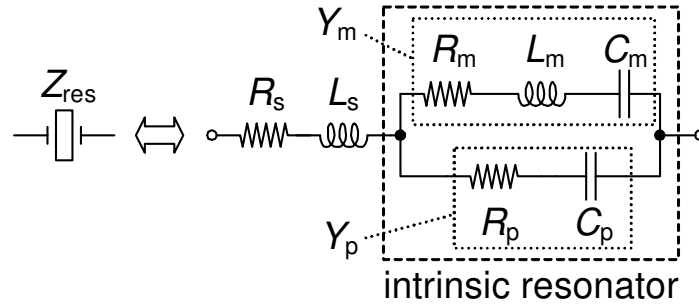 Ym
Rm Lm Cm
Zres
Rs Ls
Rp Cp
Yp
intrinsic resonator